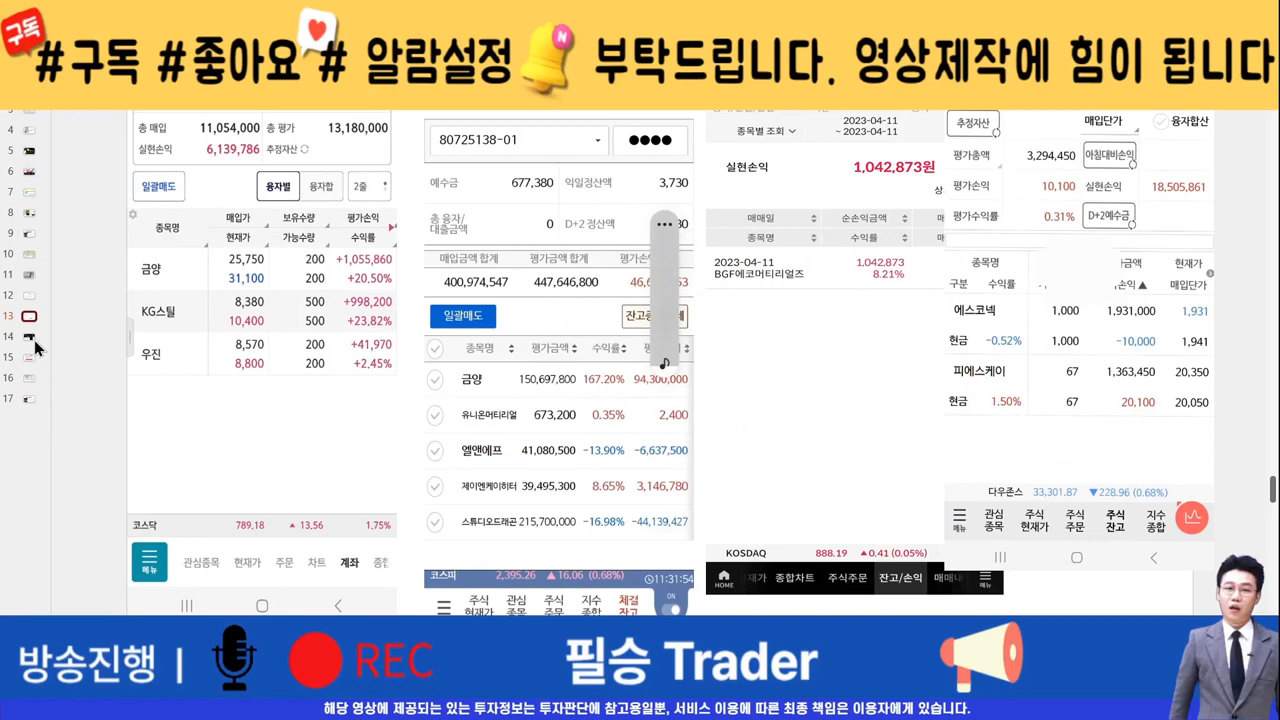 구독
#구독 #좋아요 # 알람설정 N 부탁드립니다. 영상제작에 힘이 됩니다
4
5
6
7
8
9
10
11
12
13
14
15
16
17
총 매입 11,054,000 총 평가 13,180,000
실현손익 6,139,786 추정자산
일괄매도 융자별 융자합 2줄
종목명 매입가 보유수량 평가손익
현재가 가능수량 수익률
금양 25,750 200 +1,055,860
31,100 200 +20.50%
KG스틸 8,380 500 +998,200
10,400 500 +23,82%
우진 8,570 200 +41,970
8,800 200 +2.45%
코스닥 789.18 ▲ 13,56 1,75%
메뉴 관심종목 현재가 주문 차트 계좌 종합
80725138-01
예수금 677,380 익일정산액 3,730
총 융자/대출금액 0 D+2 정산액
매입금액 합계 평가금액 합계
400,974,547 447,646,800
일괄매도
종목명 평가금액 수익률
금양 150,697,800 167.20% 94,300,000
유니온머티리얼 673,200 0.35% 2,400
엘앤에프 41,080,500 -13.90% -6,637,500
제이엔케이히터 39,495,300 8.65% 3,146,780
스튜디오드래곤 215,700,000 -16.98% -44,139,427
코스피 2,395.26 ▲ 16.06 (0.68%) 11:31:54
ON
주식 현재가 관심 종목 주식 주문 지수 종합 체결 잔고
종목별 조회 2023-04-11
~ 2023-04-11
실현손익 1,042,873원
매매일 순손익금액
종목명 수익률
2023-04-11 1,042,873
BGF에코머티리얼즈 8.21%
KOSDAQ 888.19 ▲0.41 (0.05%)
HOME 재가 종합차트 주식주문 잔고/손익 매매내 메뉴
추정자산 매입단가 융자합산
평가총액 3,294,450 아침대비손익
평가손익 10,100 실현손익 18,505,861
평가수익률 0.31% D+2예수금
종목명 금액 현재가
구분 수익률 손익▲ 매입단가
에스코넥 1,000 1,931,000 1,931
현금 -0.52% 1,000 -10,000 1,941
피에스케이 67 1,363,450 20,350
현금 1.50% 67 20,100 20,050
다우존스 33,301.87 ▼228.96 (0.68%)
메뉴 관심 종목 주식 현재가 주식 주문 주식 잔고 지수 종합
방송진행 | REC 필승 Trader
해당 영상에 제공되는 있는 투자정보는 투자판단에 참고용일뿐, 서비스 이용에 따른 최종 책임은 이용자에게 있습니다.